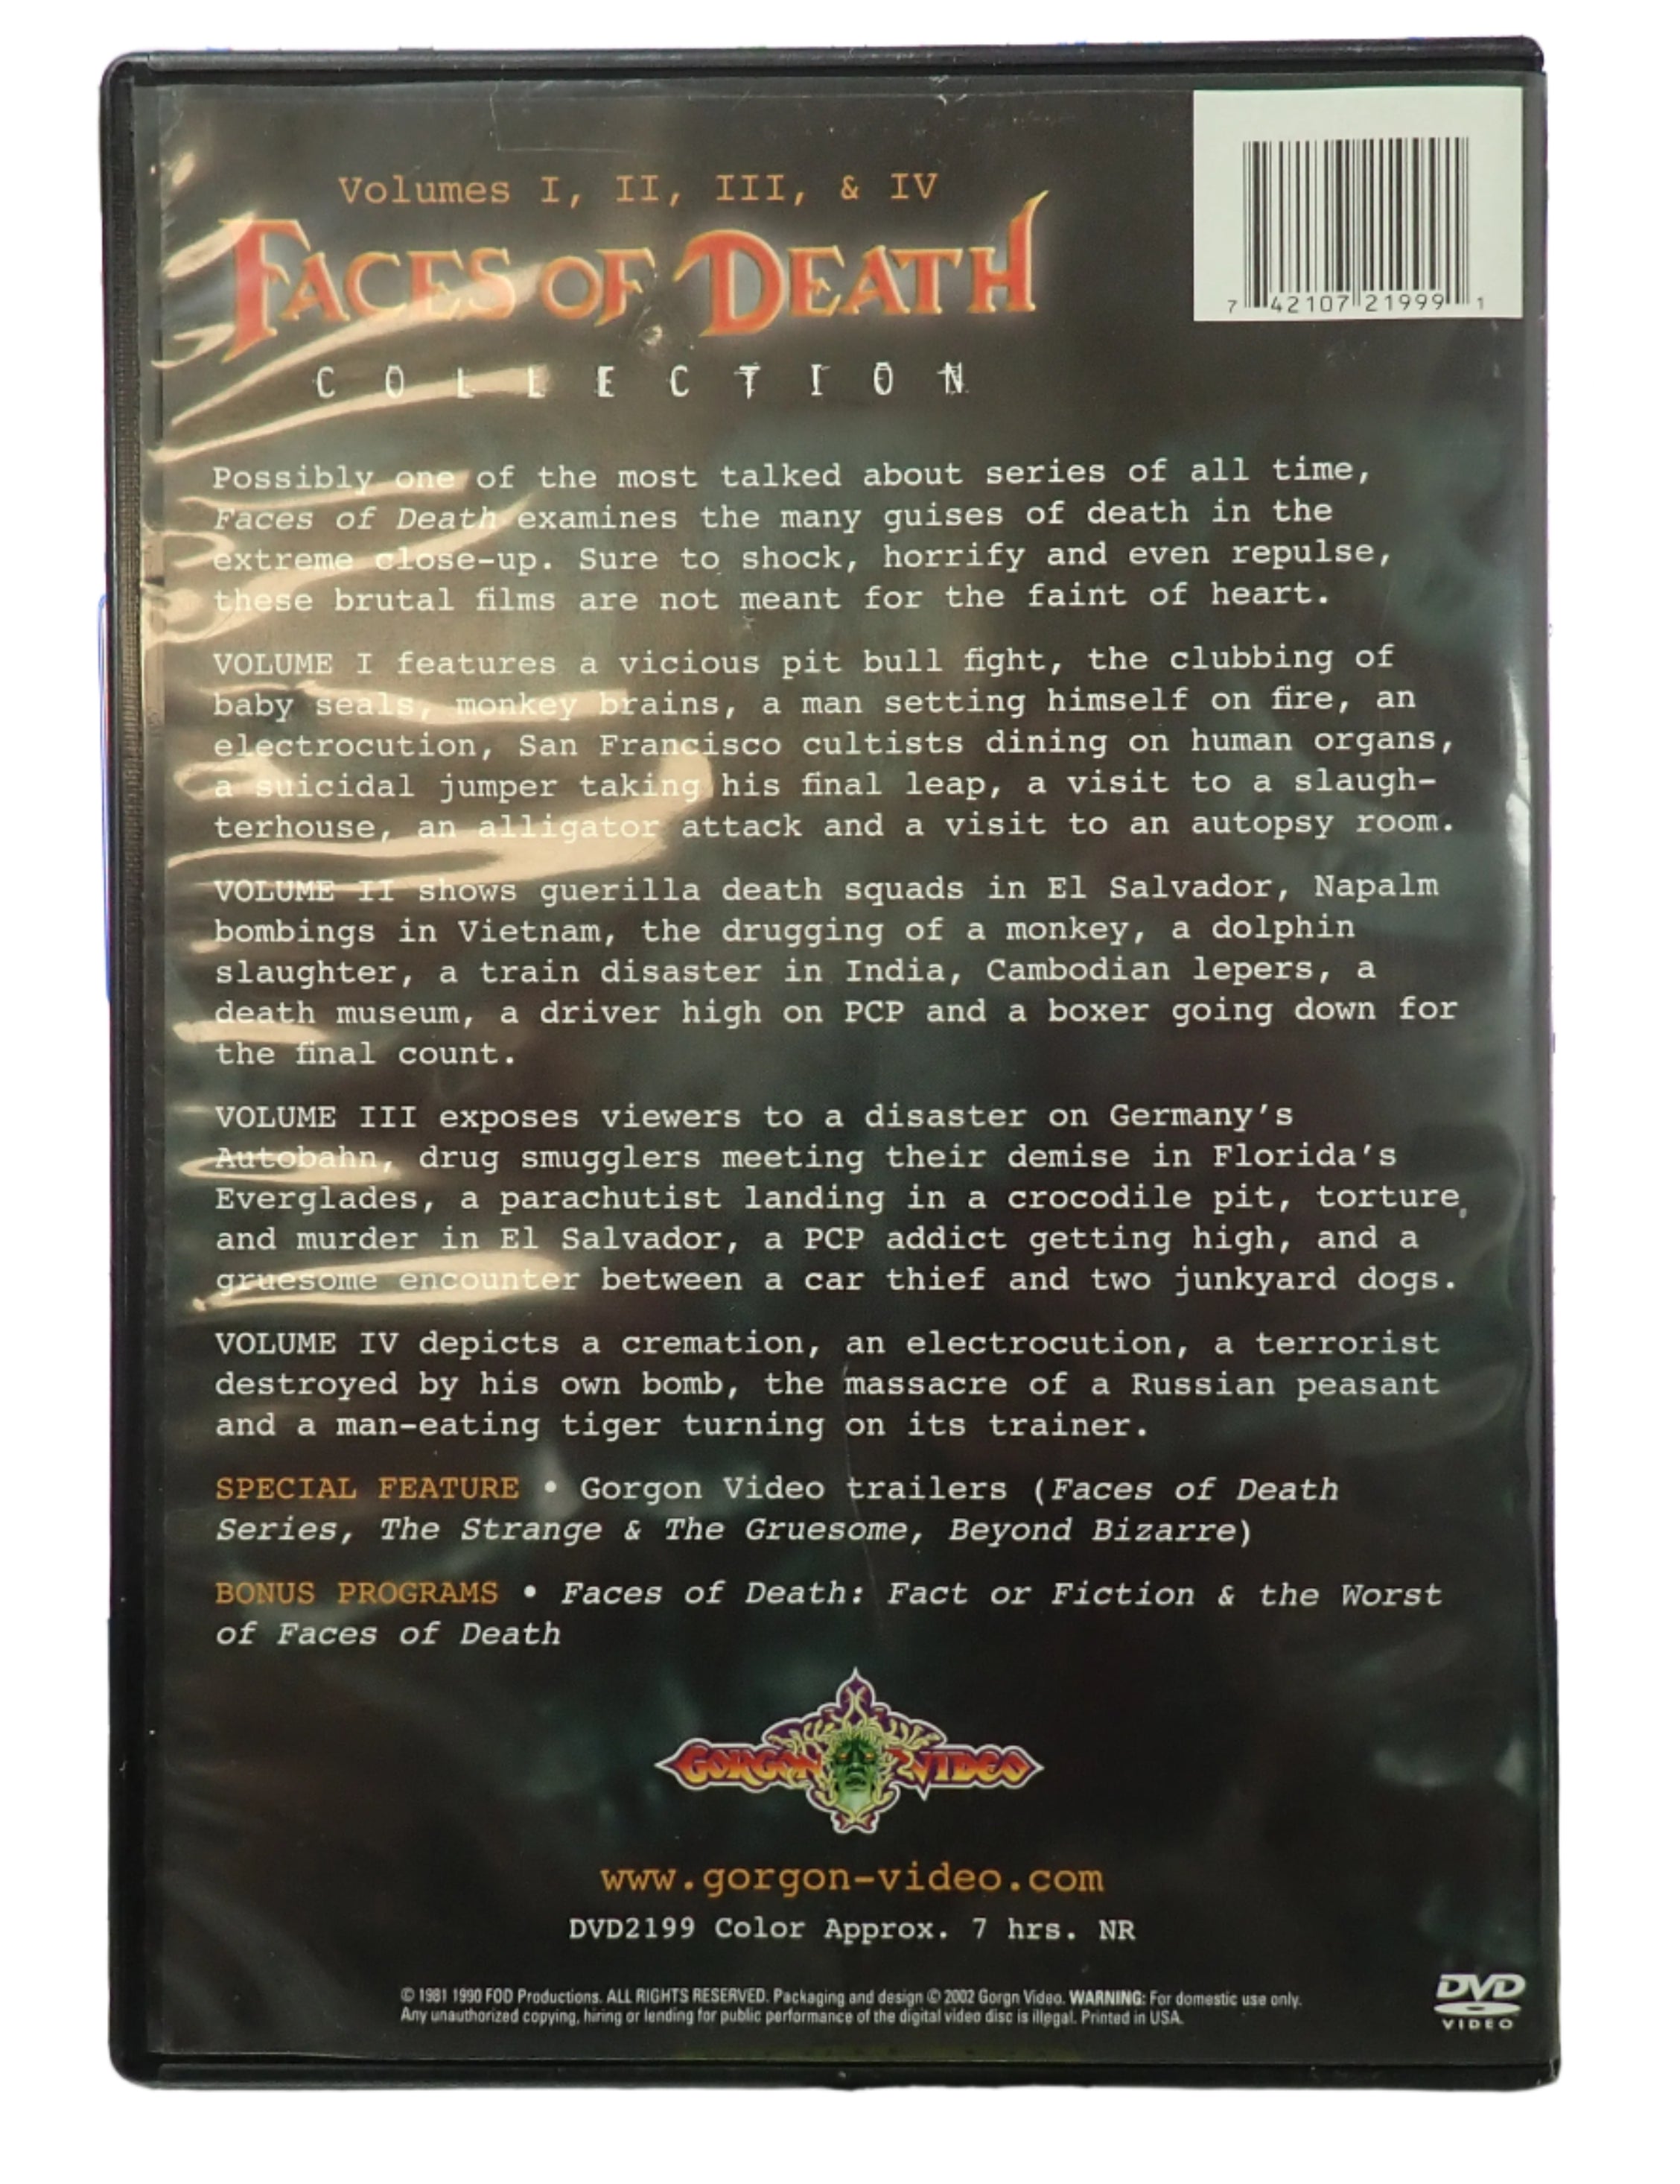 Volumes I, II, III, & IV
FACES OF DEATH
COLLECTION
7 42107 21999 1
Possibly one of the most talked about series of all time,
Faces of Death examines the many guises of death in the
extreme close-up. Sure to shock, horrify and even repulse,
these brutal films are not meant for the faint of heart.
VOLUME I features a vicious pit bull fight, the clubbing of
baby seals, monkey brains, a man setting himself on fire, an
electrocution, San Francisco cultists dining on human organs,
a suicidal jumper taking his final leap, a visit to a slaugh-
terhouse, an alligator attack and a visit to an autopsy room.
VOLUME II shows guerilla death squads in El Salvador, Napalm
bombings in Vietnam, the drugging of a monkey, a dolphin
slaughter, a train disaster in India, Cambodian lepers, a
death museum, a driver high on PCP and a boxer going down for
the final count.
VOLUME III exposes viewers to a disaster on Germany's
Autobahn, drug smugglers meeting their demise in Florida's
Everglades, a parachutist landing in a crocodile pit, torture
and murder in El Salvador, a PCP addict getting high, and a
gruesome encounter between a car thief and two junkyard dogs.
VOLUME IV depicts a cremation, an electrocution, a terrorist
destroyed by his own bomb, the massacre of a Russian peasant
and a man-eating tiger turning on its trainer.
SPECIAL FEATURE • Gorgon Video trailers (Faces of Death
Series, The Strange & The Gruesome, Beyond Bizarre)
BONUS PROGRAMS • Faces of Death: Fact or Fiction & the Worst
of Faces of Death
GORGON VIDEO
www.gorgon-video.com
DVD2199 Color Approx. 7 hrs. NR
© 1981 1990 FOD Productions. ALL RIGHTS RESERVED. Packaging and design © 2002 Gorgn Video. WARNING: For domestic use only.
Any unauthorized copying, hiring or lending for public performance of the digital video disc is illegal. Printed in USA.
DVD
VIDEO